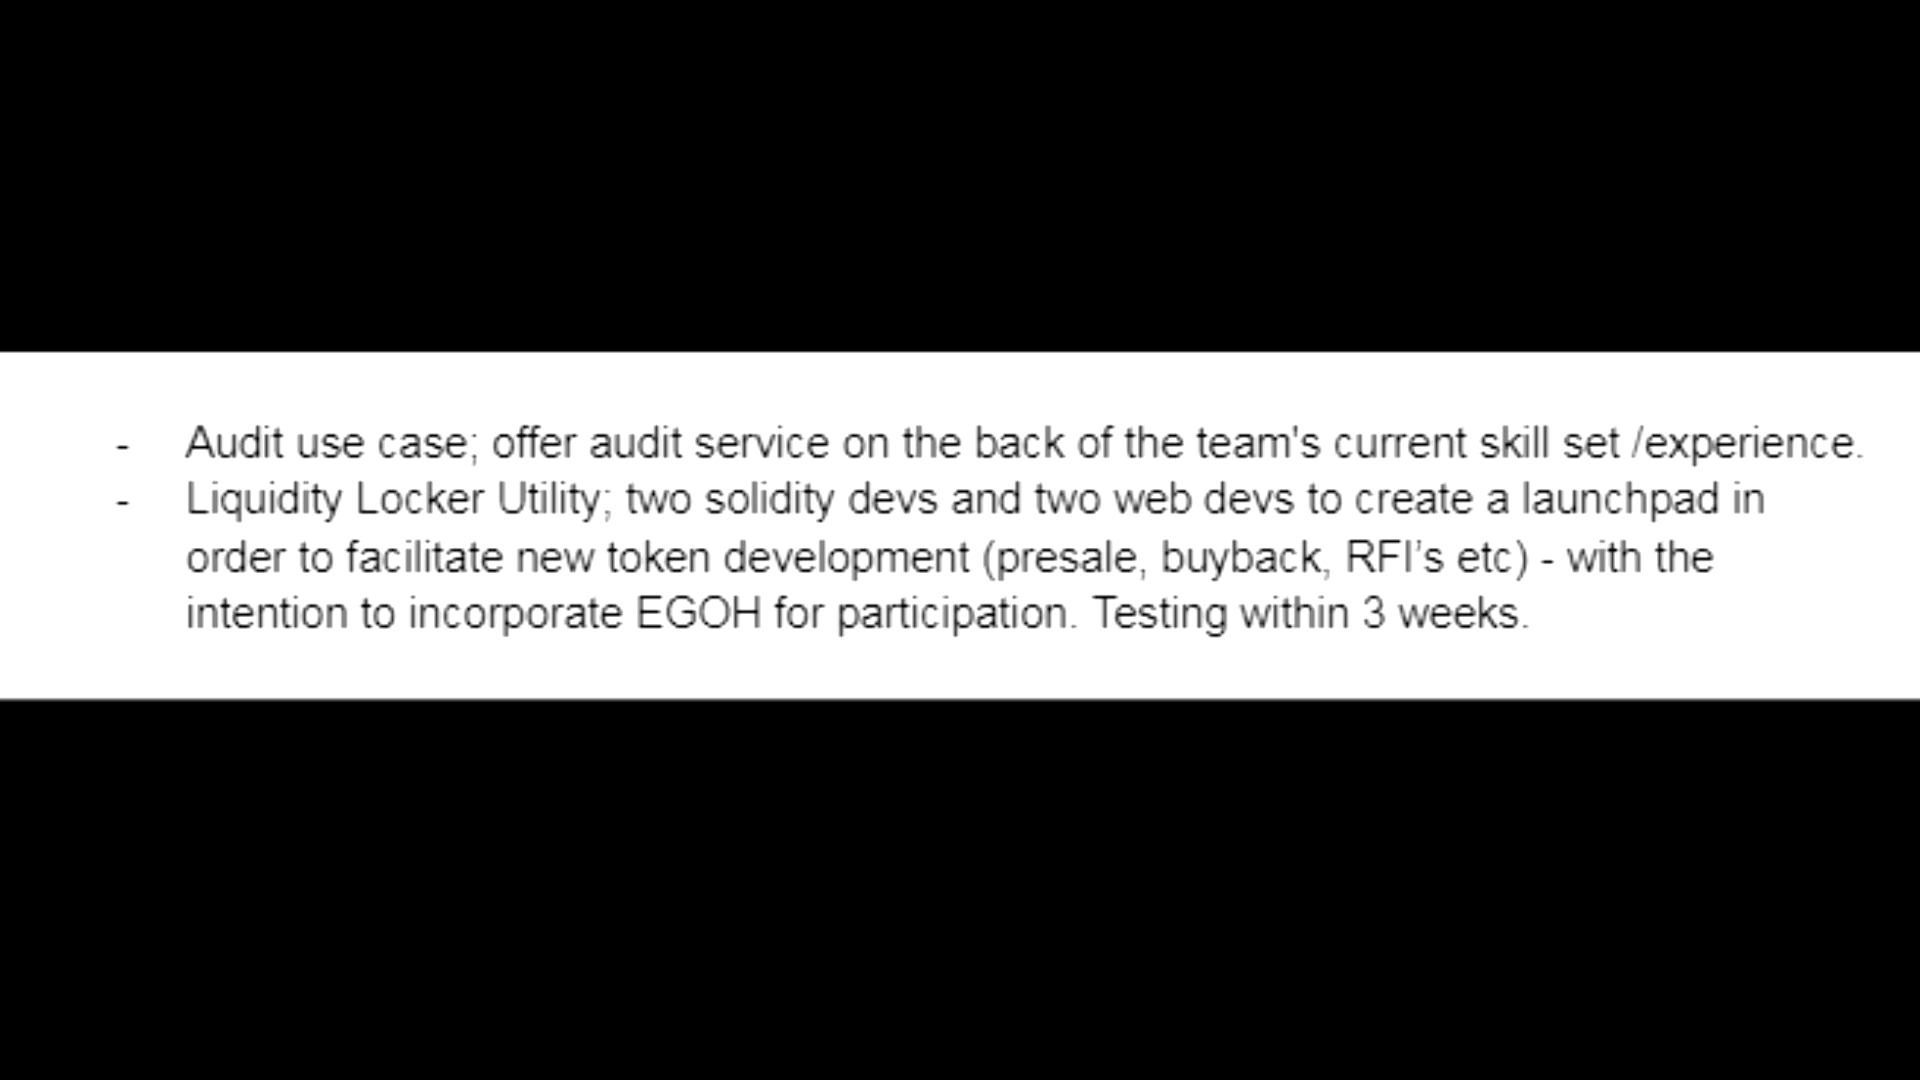 - Audit use case; offer audit service on the back of the team's current skill set /experience.
- Liquidity Locker Utility; two solidity devs and two web devs to create a launchpad in
order to facilitate new token development (presale, buyback, RFI’s etc) - with the
intention to incorporate EGOH for participation. Testing within 3 weeks.